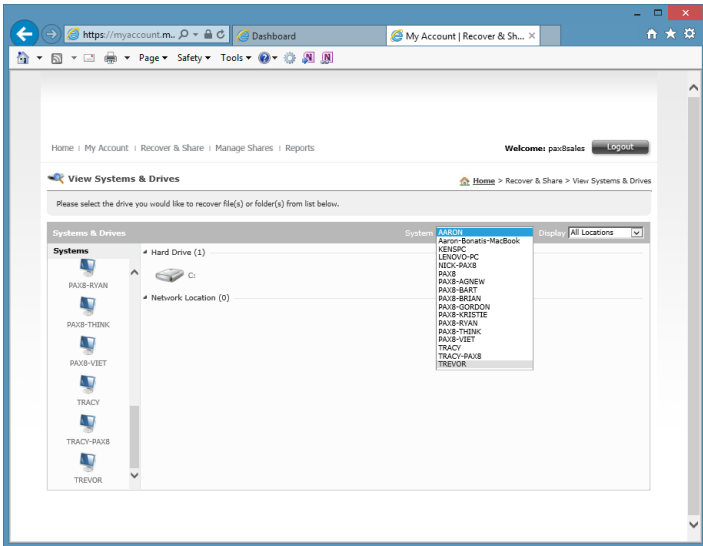 https://myaccount.m..
Dashboard
My Account | Recover & Sh...
Page Safety Tools
Home | My Account | Recover & Share | Manage Shares | Reports
Welcome: pax8sales Logout
View Systems & Drives
Home > Recover & Share > View Systems & Drives
Please select the drive you would like to recover file(s) or folder(s) from list below.
Systems & Drives
System AARON Display All Locations
Aaron-Bonatis-MacBook
KENSPC
LENOVO-PC
NICK-PAX8
PAX8
PAX8-AGNEW
PAX8-BART
PAX8-BRIAN
PAX8-GORDON
PAX8-KRISTIE
PAX8-RYAN
PAX8-THINK
PAX8-VIET
TRACY
TRACY-PAX8
TREVOR
Systems
PAX8-RYAN
PAX8-THINK
PAX8-VIET
TRACY
TRACY-PAX8
TREVOR
Hard Drive (1)
C:
Network Location (0)